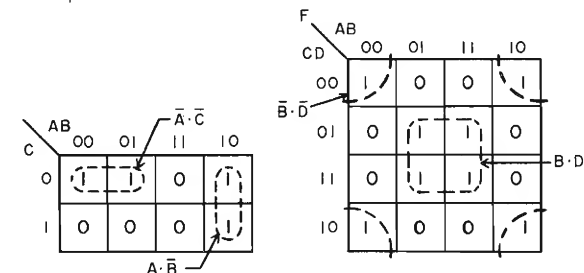 AB
C 00 01 11 10
Ā·C̄
0 1 1 0 1
1 0 0 0 1
A·B̄
F AB
CD 00 01 11 10
00 1 0 0 1
B̄·D̄
01 0 1 1 0
11 0 1 1 0
B·D
10 1 0 0 1